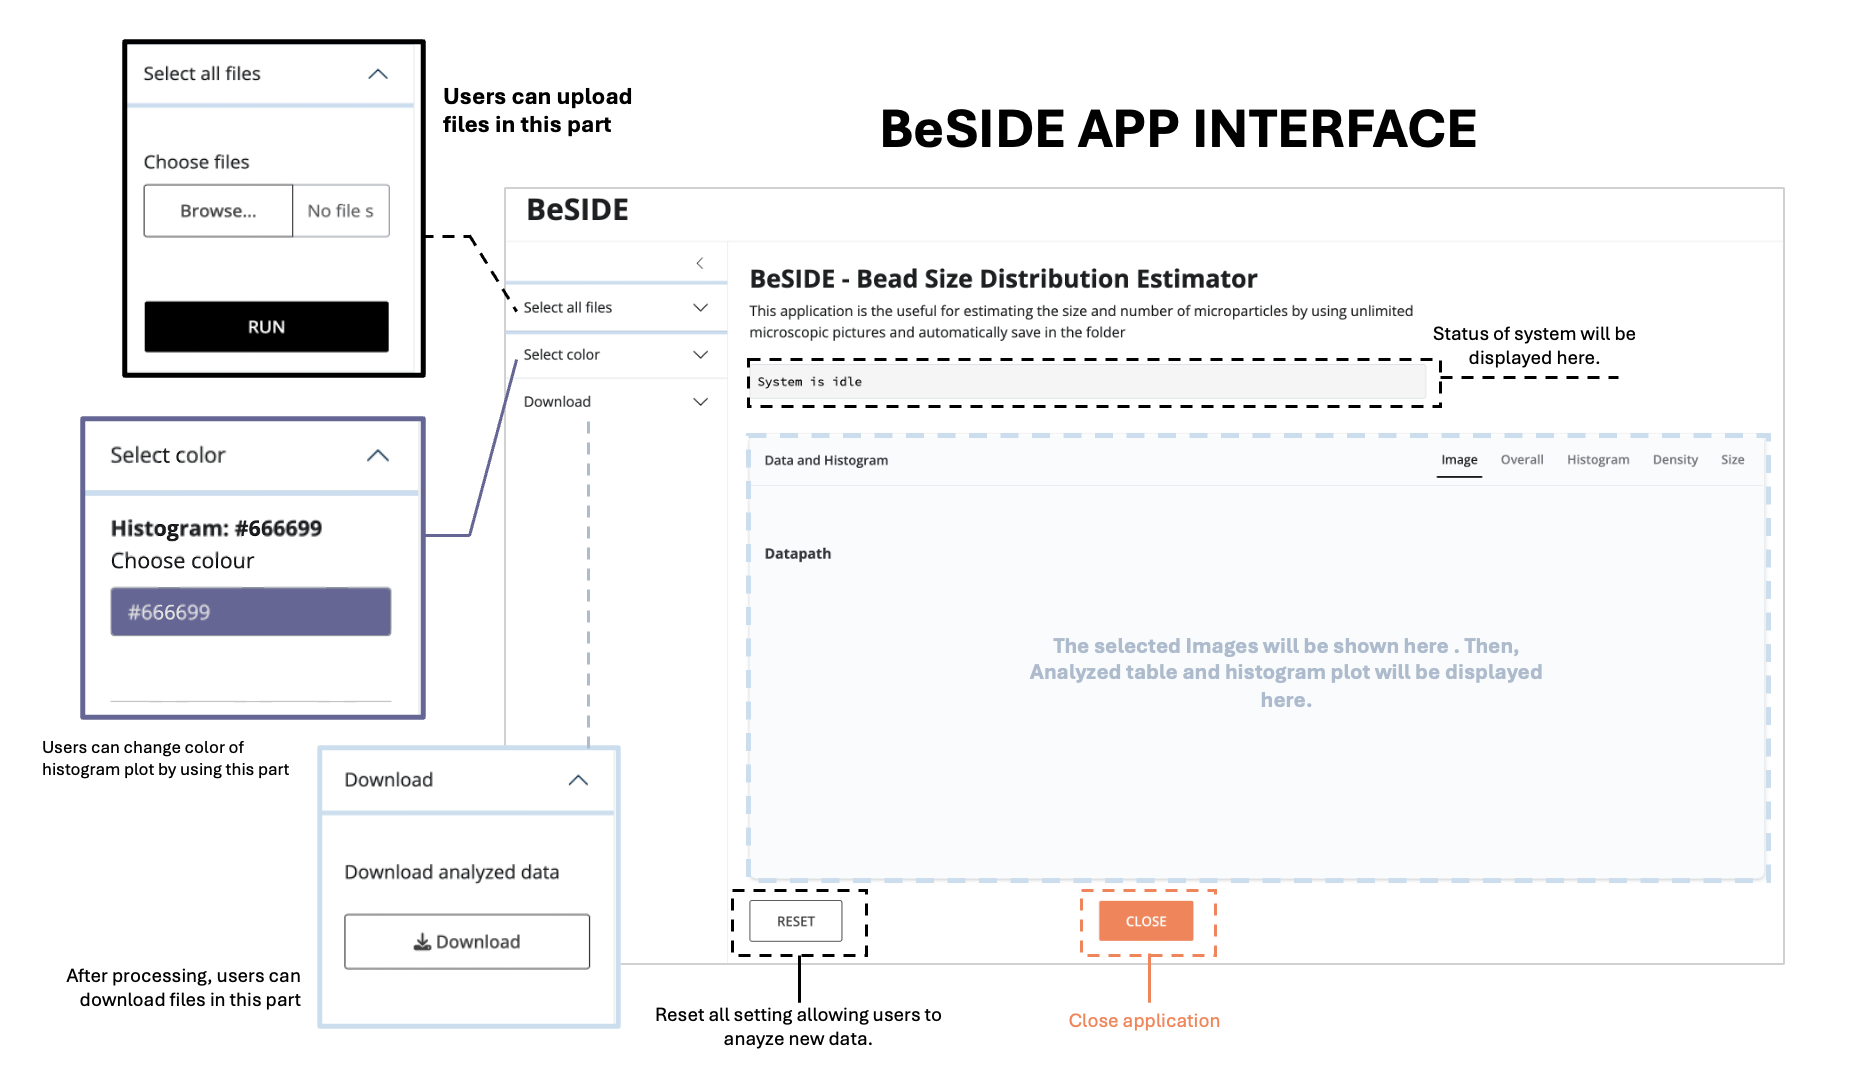 Select all files
Choose files
Browse...
No file s
RUN
Users can upload
files in this part
BeSIDE APP INTERFACE
BeSIDE
Select all files
Select color
Download
BeSIDE - Bead Size Distribution Estimator
This application is the useful for estimating the size and number of microparticles by using unlimited
microscopic pictures and automatically save in the folder
Status of system will be
displayed here.
System is idle
Data and Histogram
Image
Overall
Histogram
Density
Size
Datapath
The selected Images will be shown here . Then,
Analyzed table and histogram plot will be displayed
here.
Select color
Histogram: #666699
Choose colour
#666699
Users can change color of
histogram plot by using this part
Download
Download analyzed data
Download
After processing, users can
download files in this part
RESET
CLOSE
Reset all setting allowing users to
anayze new data.
Close application